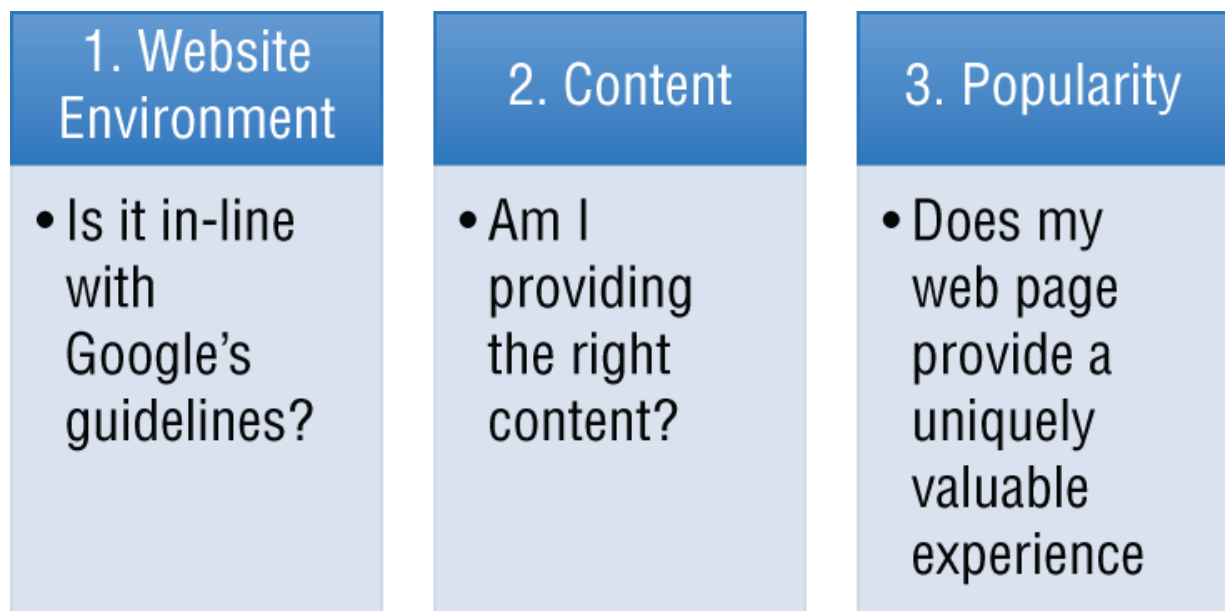 1. Website
Environment
• Is it in-line
with
Google’s
guidelines?
2. Content
• Am I
providing
the right
content?
3. Popularity
• Does my
web page
provide a
uniquely
valuable
experience